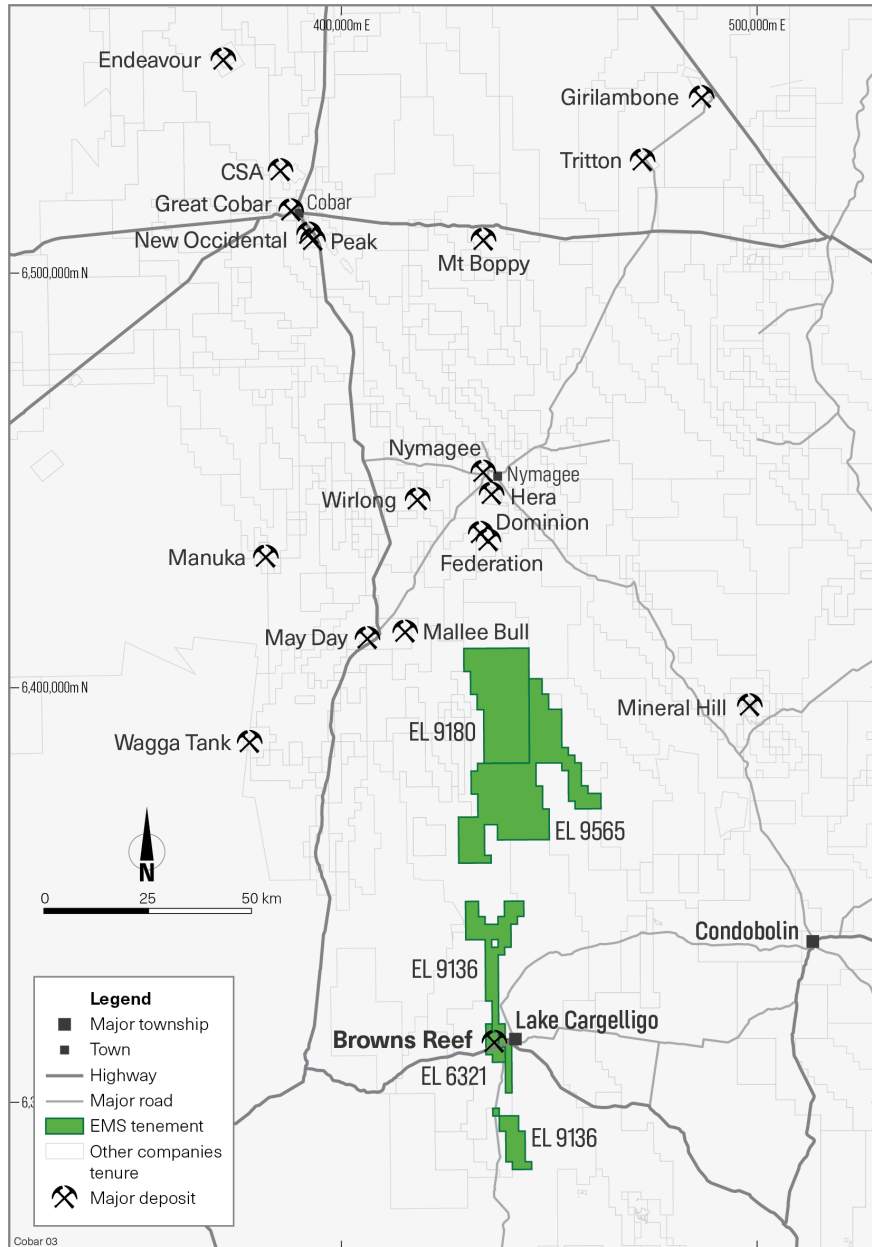 400,000m E
500,000m E
Endeavour
Girilambone
Tritton
CSA
Great Cobar
Cobar
New Occidental
Peak
Mt Boppy
6,500,000m N
Nymagee
Nymagee
Wirlong
Hera
Dominion
Manuka
Federation
May Day
Mallee Bull
6,400,000m N
Mineral Hill
EL 9180
Wagga Tank
EL 9565
N
0 25 50 km
Condobolin
EL 9136
Lake Cargelligo
Browns Reef
EL 6321
EL 9136
Legend
Major township
Town
Highway
Major road
EMS tenement
Other companies
tenure
Major deposit
Cobar 03